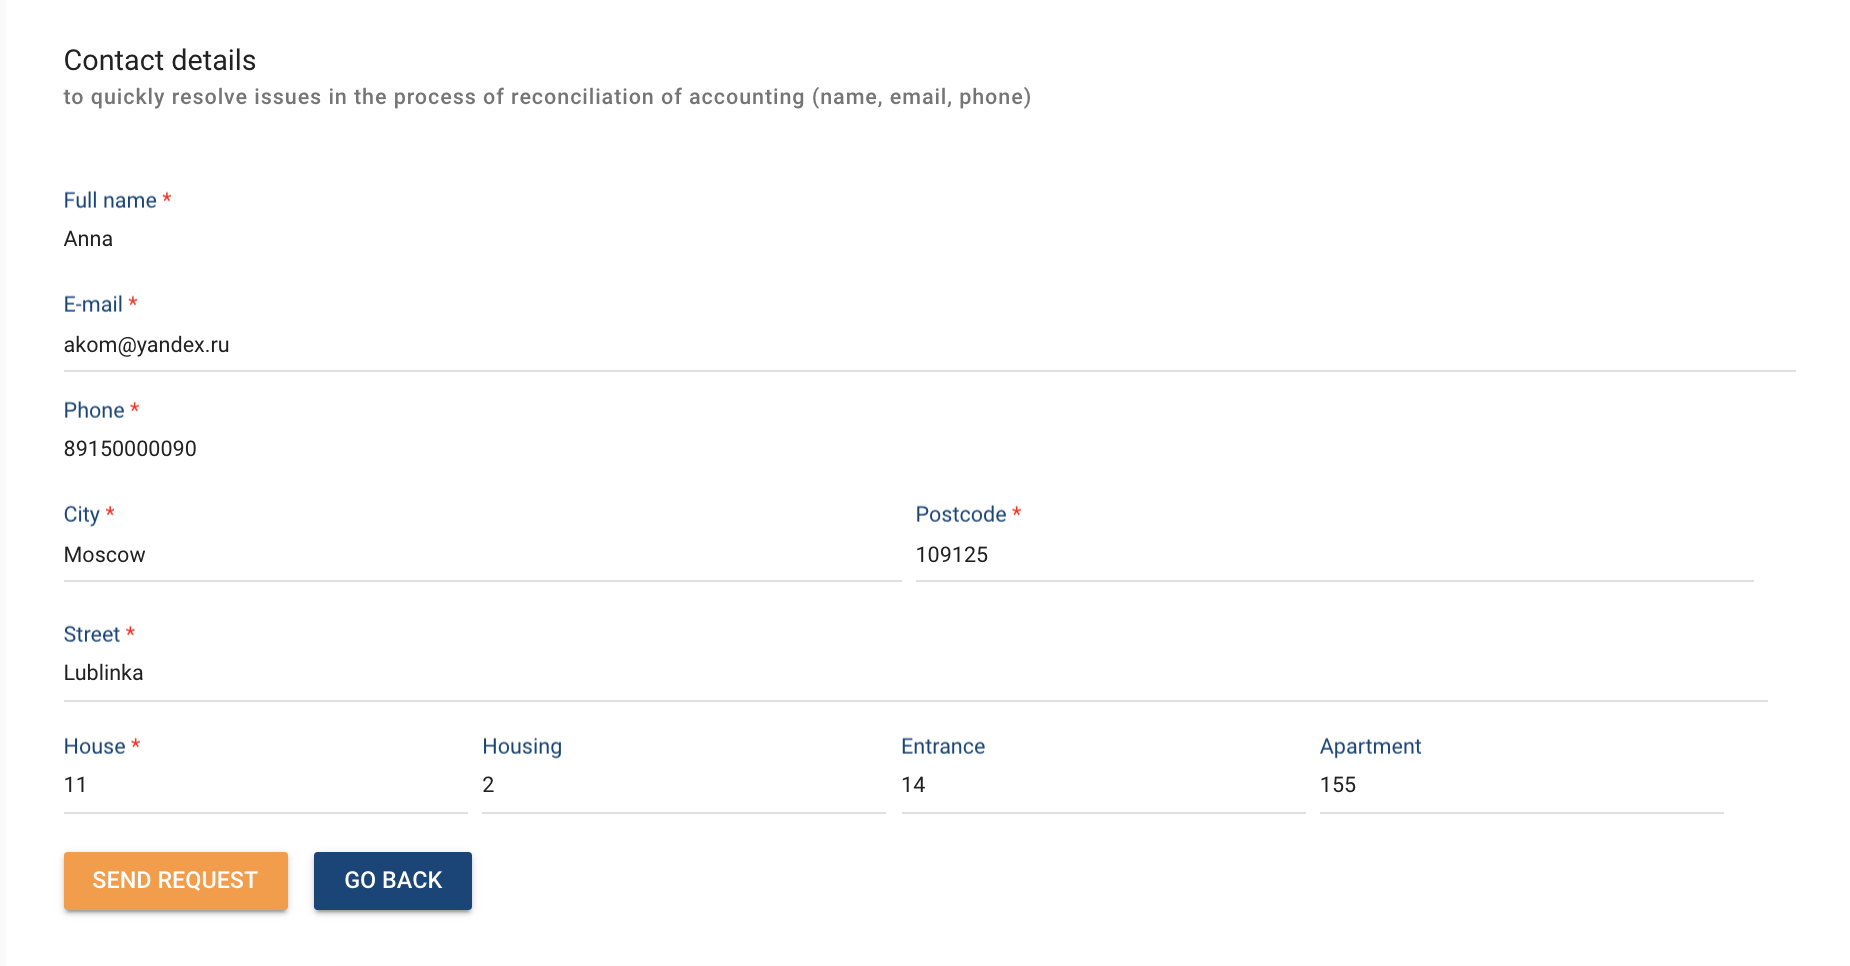 Contact details
to quickly resolve issues in the process of reconciliation of accounting (name, email, phone)
Full name *
Anna
E-mail *
akom@yandex.ru
Phone *
89150000090
City * Postcode *
Moscow 109125
Street *
Lublinka
House * Housing Entrance Apartment
11 2 14 155
SEND REQUEST GO BACK